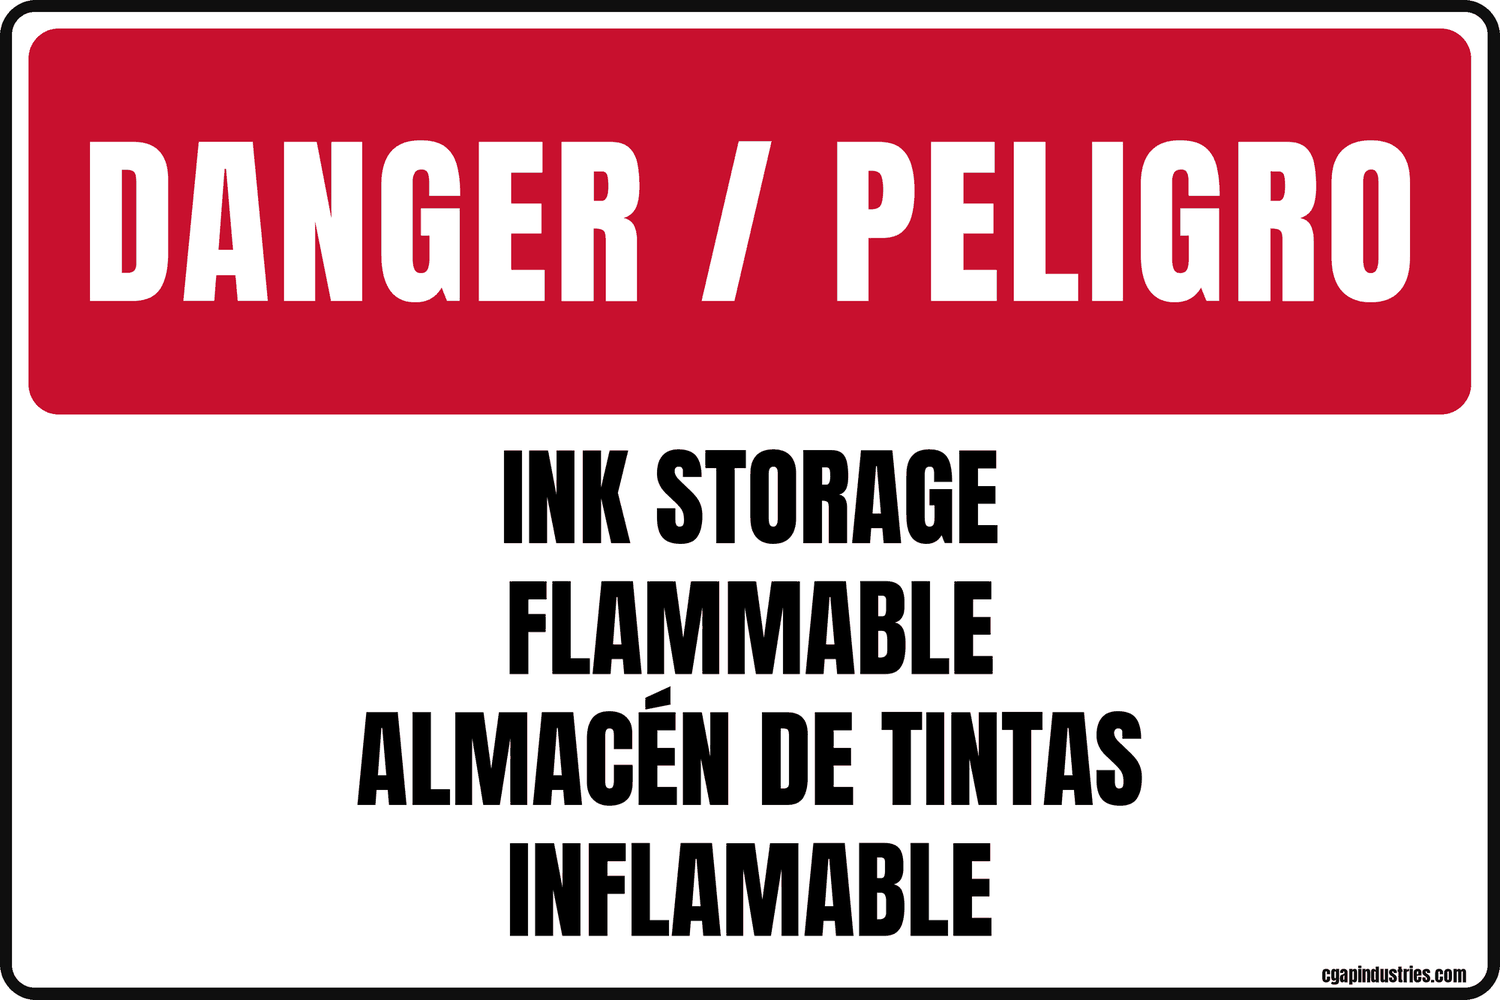 DANGER / PELIGRO
INK STORAGE
FLAMMABLE
ALMACÉN DE TINTAS
INFLAMABLE
cgapindustries.com